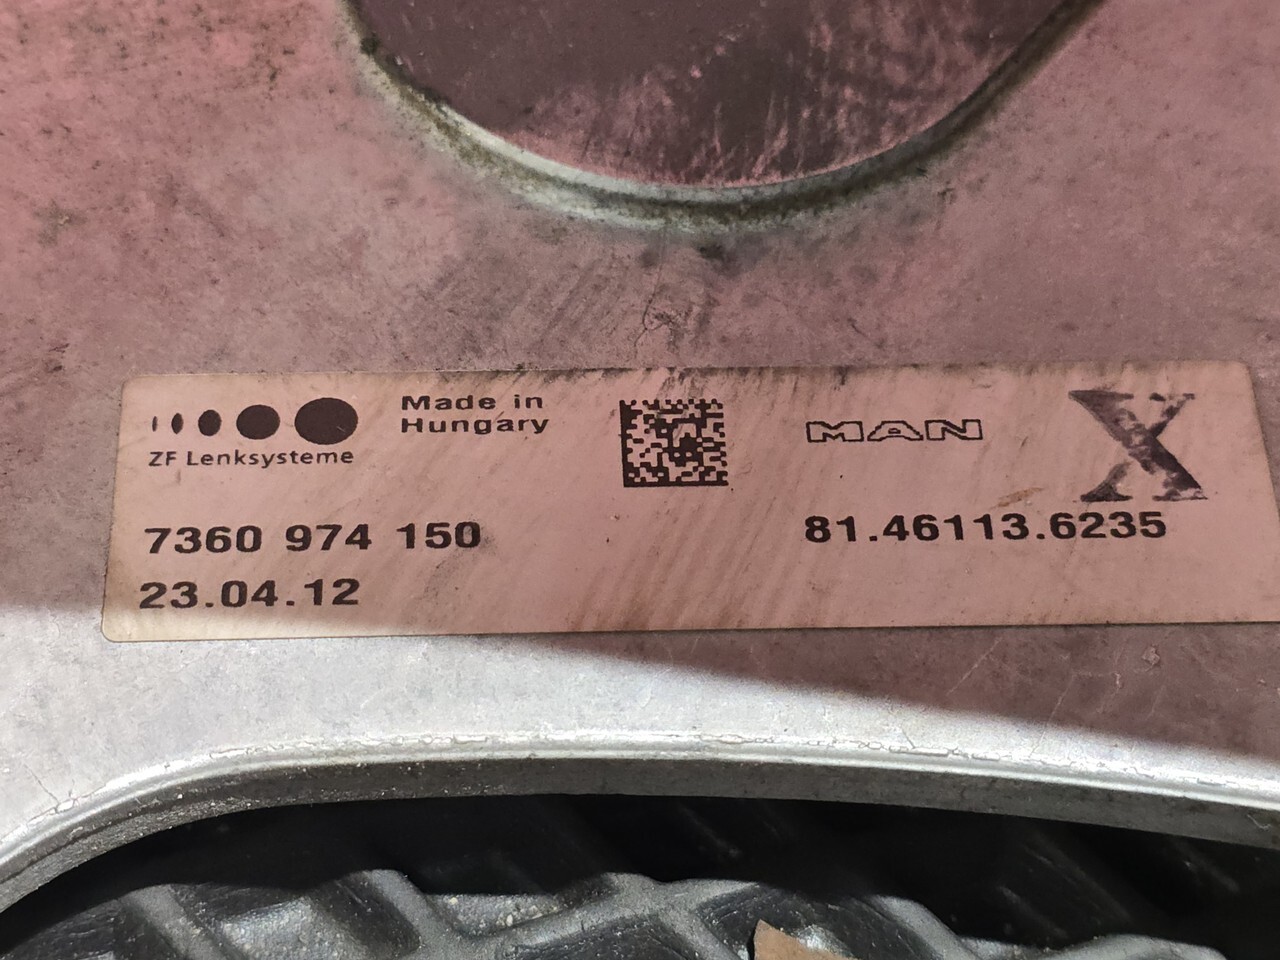 ZF Lenksysteme
Made in
Hungary
MAN
X
7360 974 150
81.46113.6235
23.04.12